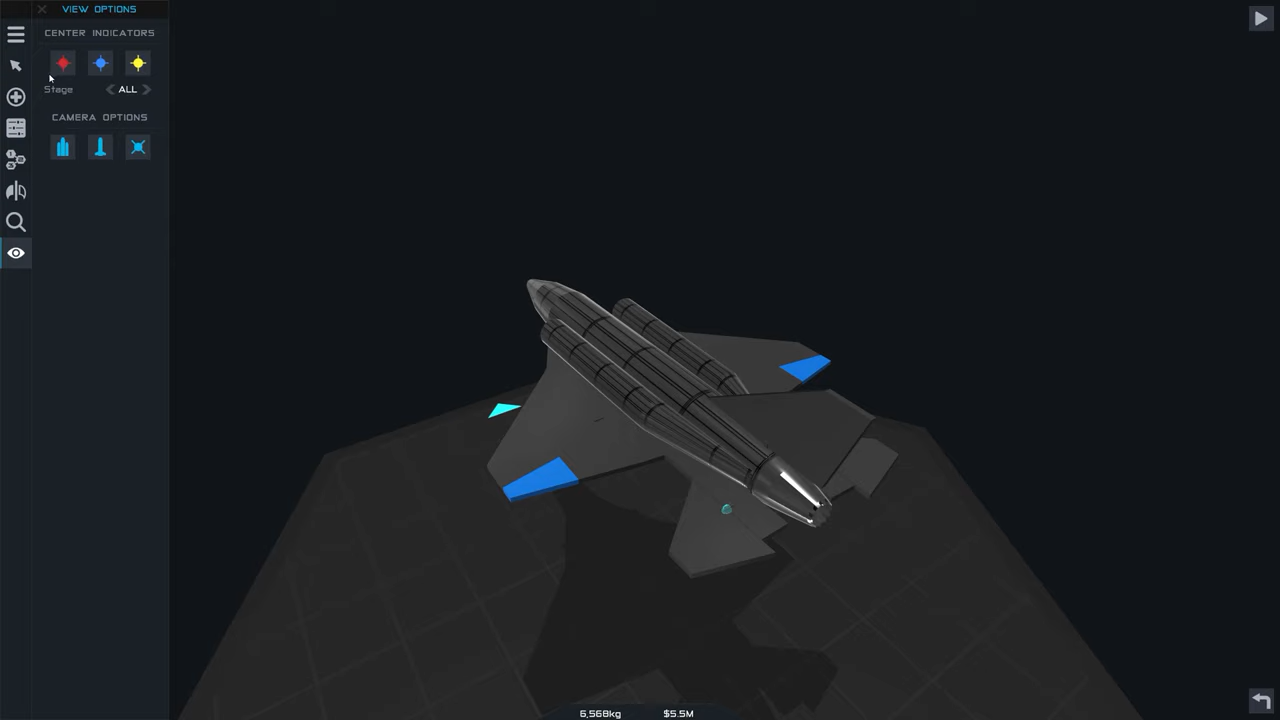 VIEW OPTIONS
CENTER INDICATORS
Stage ALL
CAMERA OPTIONS
6,568kg $5.5M